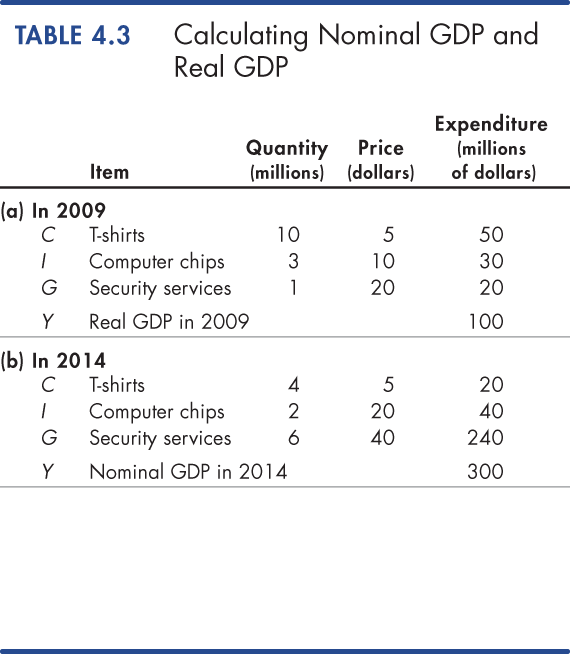 TABLE 4.3 Calculating Nominal GDP and
Real GDP
Expenditure
Quantity Price (millions
Item (millions) (dollars) of dollars)
(a) In 2009
C T-shirts 10 5 50
I Computer chips 3 10 30
G Security services 1 20 20
Y Real GDP in 2009 100
(b) In 2014
C T-shirts 4 5 20
I Computer chips 2 20 40
G Security services 6 40 240
Y Nominal GDP in 2014 300